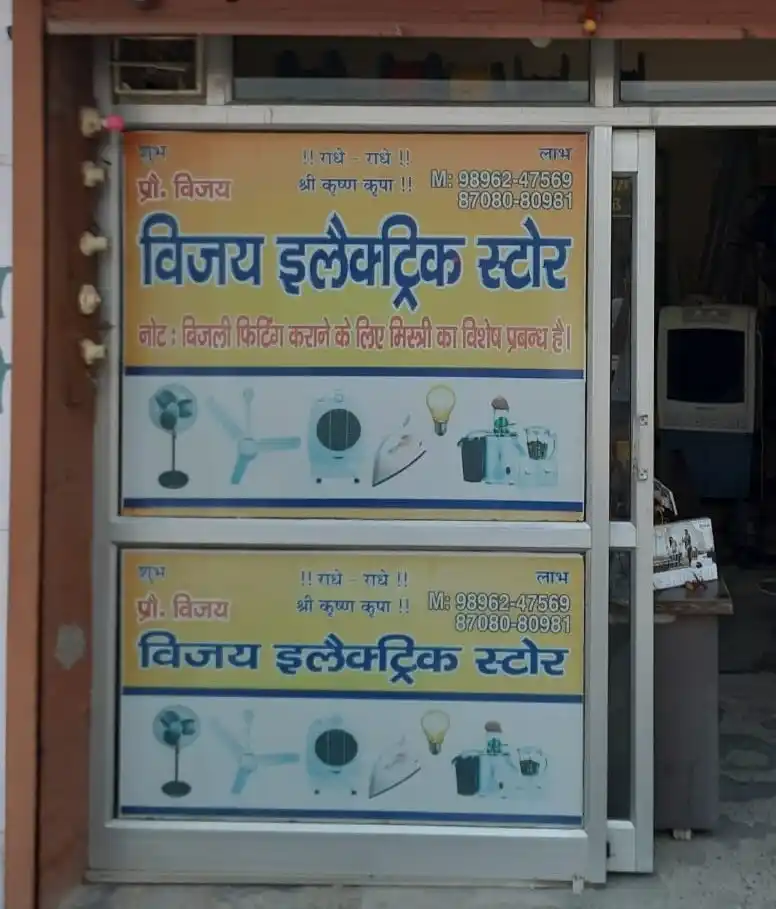 शुभ !! राधे - राधे !! लाभ
प्रौ. विजय श्री कृष्ण कृपा !! M: 98962-47569
87080-80981
विजय इलैक्ट्रिक स्टोर
नोट : बिजली फिटिंग कराने के लिए मिस्त्री का विशेष प्रबन्ध है।
शुभ !! राधे - राधे !! लाभ
प्रौ. विजय श्री कृष्ण कृपा !! M: 98962-47569
87080-80981
विजय इलैक्ट्रिक स्टोर